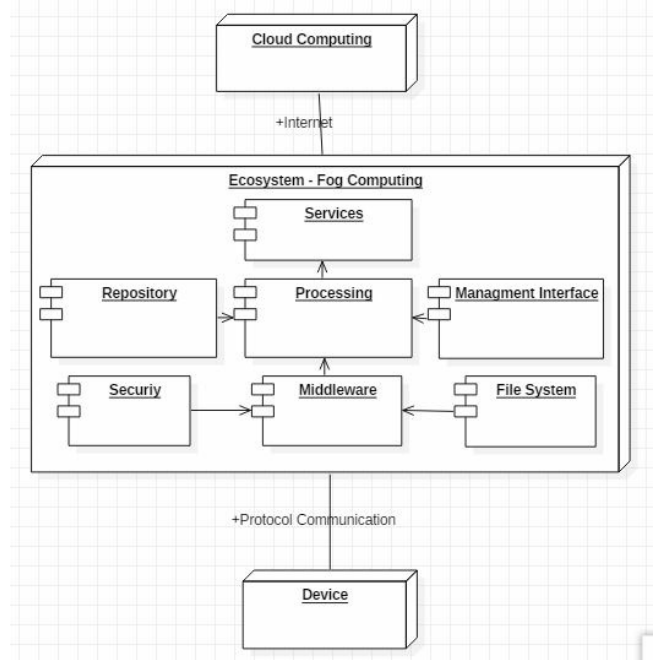 Cloud Computing
+Internet
Ecosystem - Fog Computing
Services
Repository
Processing
Managment Interface
Securiy
Middleware
File System
+Protocol Communication
Device